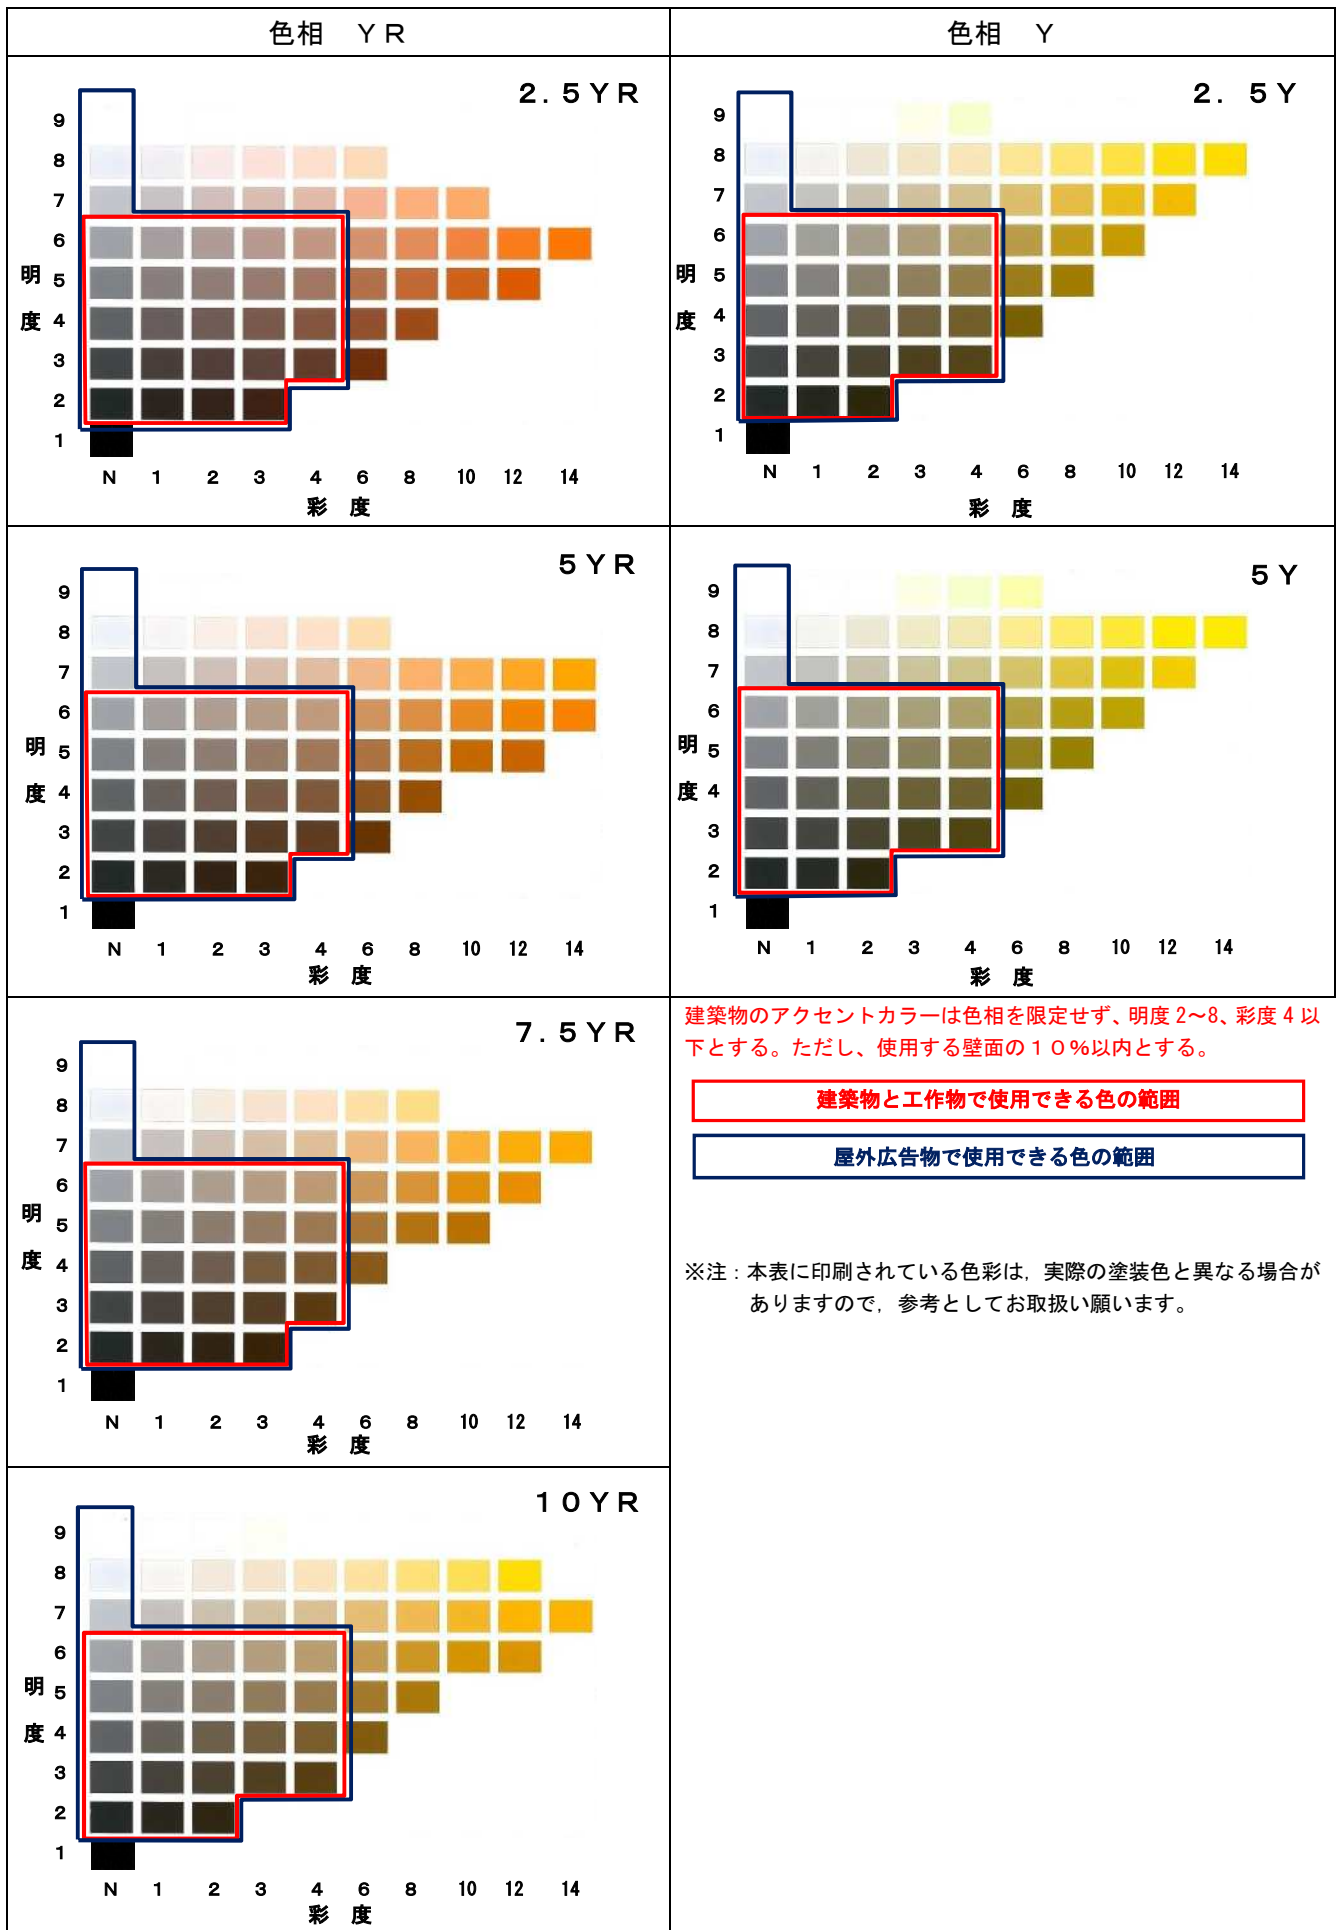 色相　ＹＲ
色相　Ｙ
２．５ＹＲ
9
8
7
6
明 5
度 4
3
2
1
N 1 2 3 4 6 8 10 12 14
彩 度
２．５Ｙ
9
8
7
6
明 5
度 4
3
2
1
N 1 2 3 4 6 8 10 12 14
彩 度
５ＹＲ
9
8
7
6
明 5
度 4
3
2
1
N 1 2 3 4 6 8 10 12 14
彩 度
５Ｙ
9
8
7
6
明 5
度 4
3
2
1
N 1 2 3 4 6 8 10 12 14
彩 度
７．５ＹＲ
9
8
7
6
明 5
度 4
3
2
1
N 1 2 3 4 6 8 10 12 14
彩 度
建築物のアクセントカラーは色相を限定せず、明度 2～8、彩度 4 以
下とする。ただし、使用する壁面の１０％以内とする。
建築物と工作物で使用できる色の範囲
屋外広告物で使用できる色の範囲
※注：本表に印刷されている色彩は，実際の塗装色と異なる場合が
ありますので，参考としてお取扱い願います。
１０ＹＲ
9
8
7
6
明 5
度 4
3
2
1
N 1 2 3 4 6 8 10 12 14
彩 度